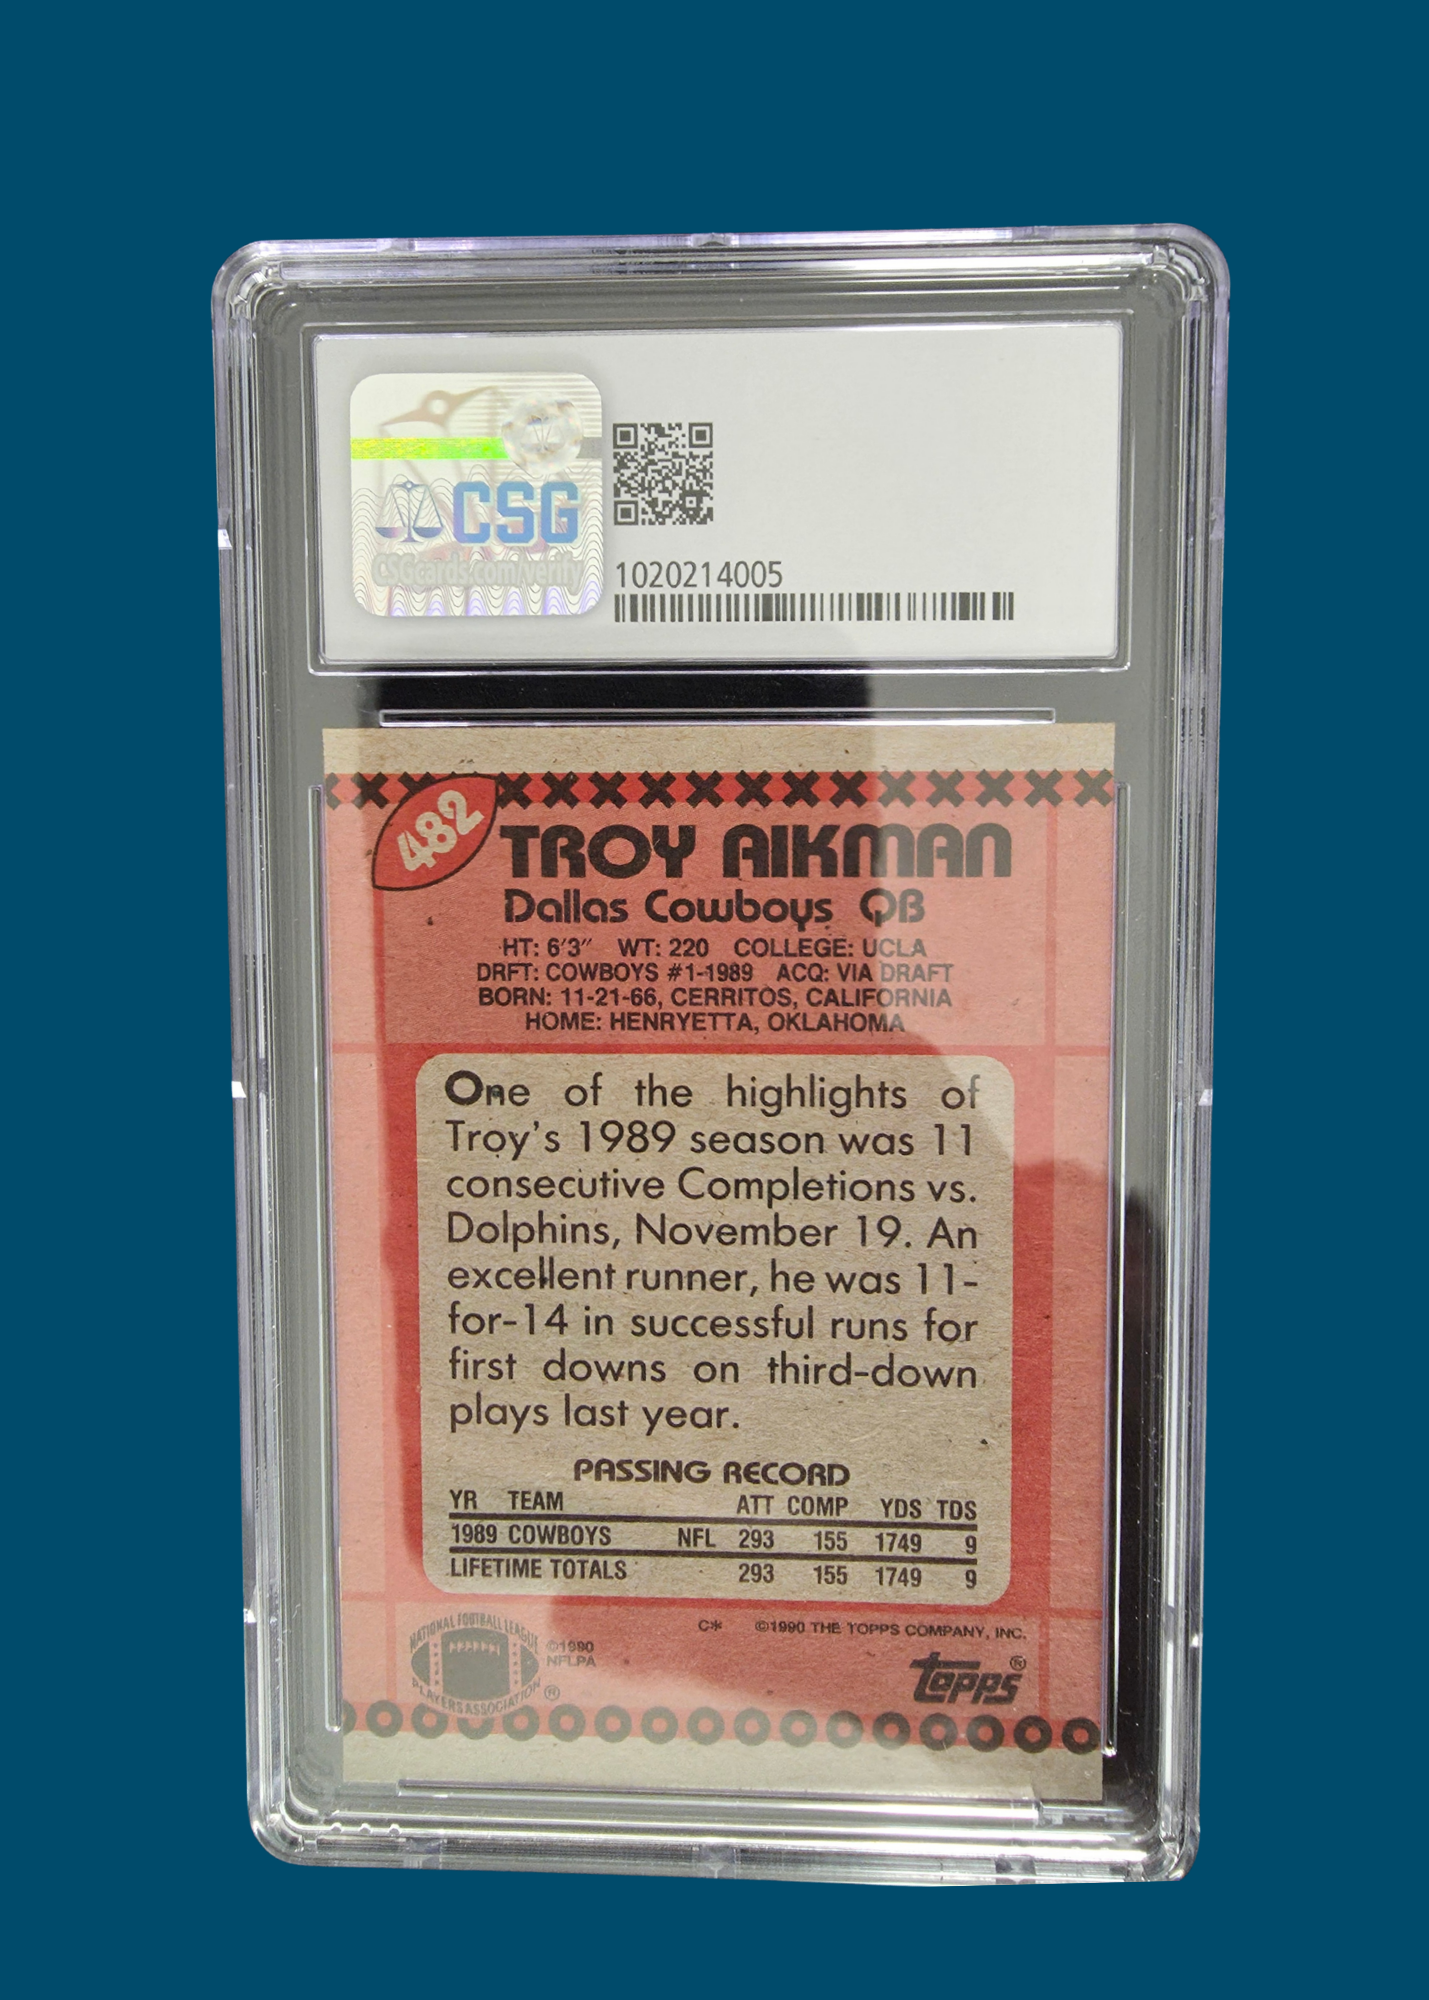 CSG
CSGcards.com/verify
1020214005
482
TROY AIKMAN
Dallas Cowboys QB
HT: 6'3" WT: 220 COLLEGE: UCLA
DRFT: COWBOYS #1-1989 ACQ: VIA DRAFT
BORN: 11-21-66, CERRITOS, CALIFORNIA
HOME: HENRYETTA, OKLAHOMA
One of the highlights of
Troy's 1989 season was 11
consecutive Completions vs.
Dolphins, November 19. An
excellent runner, he was 11-
for-14 in successful runs for
first downs on third-down
plays last year.
PASSING RECORD
YR TEAM ATT COMP YDS TDS
1989 COWBOYS NFL 293 155 1749 9
LIFETIME TOTALS 293 155 1749 9
C* ©1990 THE TOPPS COMPANY, INC.
NATIONAL FOOTBALL LEAGUE
PLAYERS ASSOCIATION ®
©1990
NFLPA
topps ®